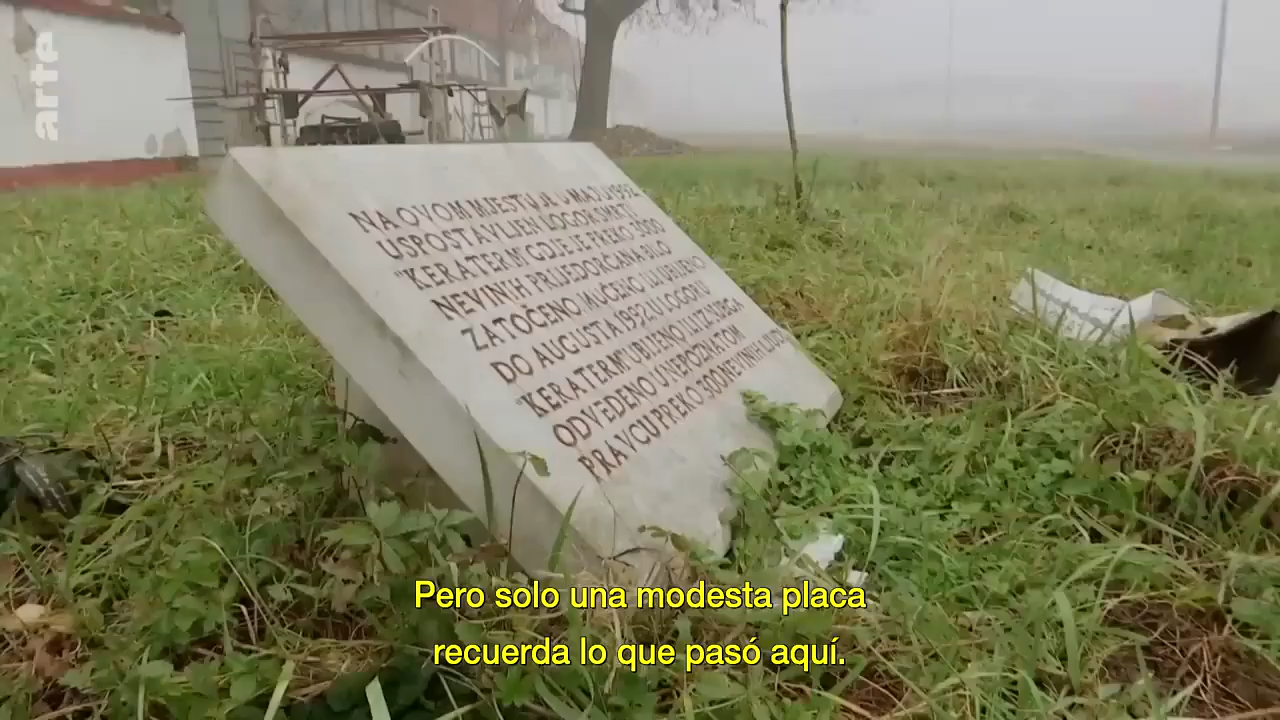 arte
NA OVOM MJESTU JE U MAJU 1992
USPOSTAVLJEN LOGOR SMRTI
"KERATERM" GDJE JE PREKO 3000
NEVINIH PRIJEDORČANA BILO
ZATOČENO, MUČENO I UBIJENO
DO AUGUSTA 1992 U LOGORU
"KERATERM" UBIJENO JE I IZ NJEGA
ODVEDENO U NEPOZNATOM
PRAVCU PREKO 300 NEVINIH LJUDI
Pero solo una modesta placa
recuerda lo que pasó aquí.